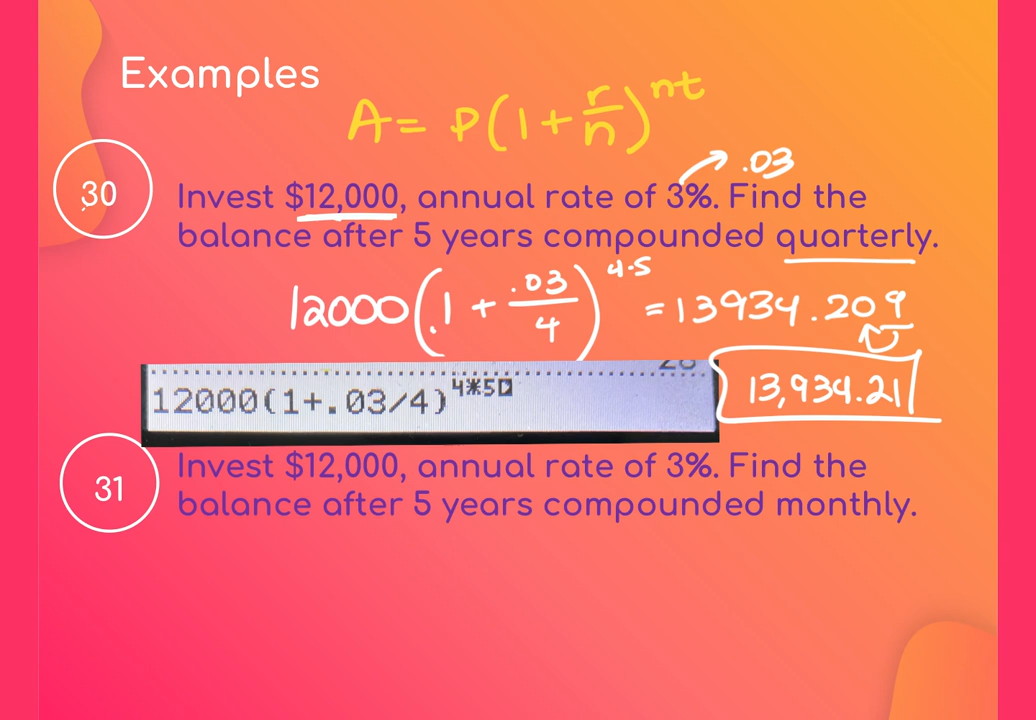 Examples
A = P(1 + r/n)^nt
→ .03
30
Invest $12,000, annual rate of 3%. Find the
balance after 5 years compounded quarterly.
12000(1 + .03/4)^4·5 = 13934.209
12000(1+.03/4)^4*5
13,934.21
31
Invest $12,000, annual rate of 3%. Find the
balance after 5 years compounded monthly.